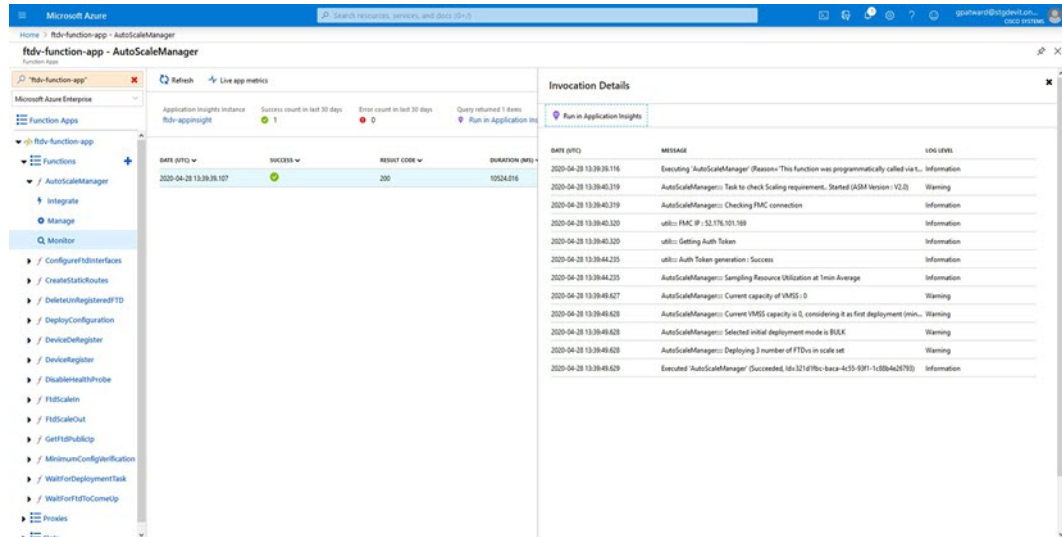 Microsoft Azure
Search resources, services, and docs (G+/)
gpatward@stgdevit.on...
CISCO SYSTEMS
Home > ftdv-function-app - AutoScaleManager
ftdv-function-app - AutoScaleManager
Function Apps
"ftdv-function-app"
Microsoft Azure Enterprise
Function Apps
ftdv-function-app
Functions
AutoScaleManager
Integrate
Manage
Monitor
ConfigureFtdInterfaces
CreateStaticRoutes
DeleteUnRegisteredFTD
DeployConfiguration
DeviceDeRegister
DeviceRegister
DisableHealthProbe
FtdScaleIn
FtdScaleOut
GetFtdPublicIp
MinimumConfigVerification
WaitForDeploymentTask
WaitForFtdToComeUp
Proxies
Refresh Live app metrics
Application Insights Instance Success count in last 30 days Error count in last 30 days Query returned 1 items
ftdv-appinsight 1 0 Run in Application Ins
DATE (UTC) SUCCESS RESULT CODE DURATION (MS)
2020-04-28 13:39:39.107 200 10524.016
Invocation Details
Run in Application Insights
DATE (UTC) MESSAGE LOG LEVEL
2020-04-28 13:39:39.116 Executing 'AutoScaleManager' (Reason='This function was programmatically called via t... Information
2020-04-28 13:39:40.319 AutoScaleManager::: Task to check Scaling requirement.. Started (ASM Version : V2.0) Warning
2020-04-28 13:39:40.319 AutoScaleManager::: Checking FMC connection Information
2020-04-28 13:39:40.320 util::: FMC IP : 52.176.101.169 Information
2020-04-28 13:39:40.320 util::: Getting Auth Token Information
2020-04-28 13:39:44.235 util::: Auth Token generation : Success Information
2020-04-28 13:39:44.235 AutoScaleManager::: Sampling Resource Utilization at 1min Average Information
2020-04-28 13:39:49.627 AutoScaleManager::: Current capacity of VMSS : 0 Warning
2020-04-28 13:39:49.628 AutoScaleManager::: Current VMSS capacity is 0, considering it as first deployment (min... Warning
2020-04-28 13:39:49.628 AutoScaleManager::: Selected initial deployment mode is BULK Warning
2020-04-28 13:39:49.628 AutoScaleManager::: Deploying 3 number of FTDvs in scale set Warning
2020-04-28 13:39:49.629 Executed 'AutoScaleManager' (Succeeded, Id=321d1fbc-baca-4c55-93f1-1c88b4e26793) Information